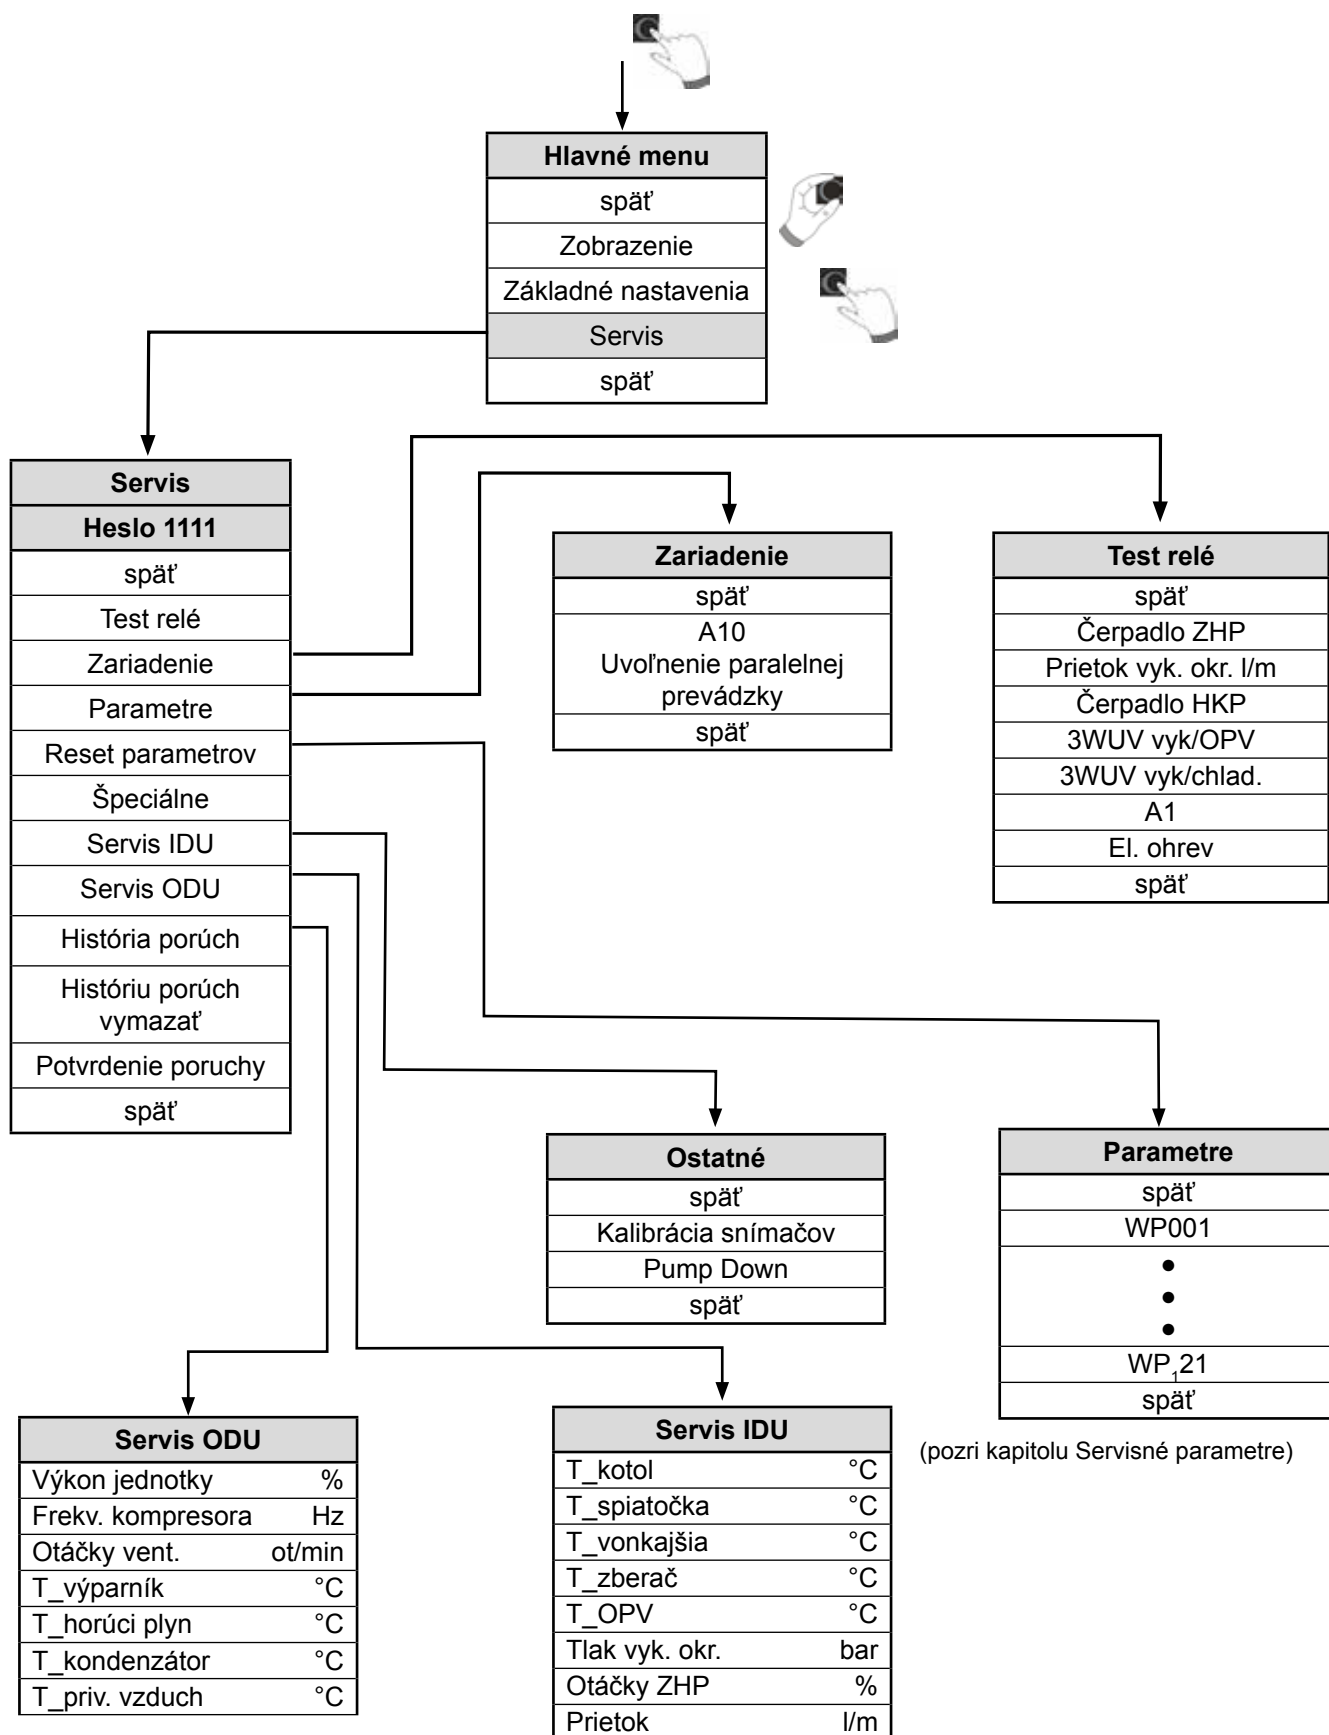 Hlavné menu
späť
Zobrazenie
Základné nastavenia
Servis
späť
Servis
Heslo 1111
späť
Test relé
Zariadenie
Parametre
Reset parametrov
Špeciálne
Servis IDU
Servis ODU
História porúch
Históriu porúch
vymazať
Potvrdenie poruchy
späť
Zariadenie
späť
A10
Uvoľnenie paralelnej
prevádzky
späť
Test relé
späť
Čerpadlo ZHP
Prietok vyk. okr. l/m
Čerpadlo HKP
3WUV vyk/OPV
3WUV vyk/chlad.
A1
El. ohrev
späť
Ostatné
späť
Kalibrácia snímačov
Pump Down
späť
Parametre
späť
WP001
●
●
●
WP₁21
späť
(pozri kapitolu Servisné parametre)
Servis ODU
Výkon jednotky %
Frekv. kompresora Hz
Otáčky vent. ot/min
T_výparník °C
T_horúci plyn °C
T_kondenzátor °C
T_priv. vzduch °C
Servis IDU
T_kotol °C
T_spiatočka °C
T_vonkajšia °C
T_zberač °C
T_OPV °C
Tlak vyk. okr. bar
Otáčky ZHP %
Prietok l/m